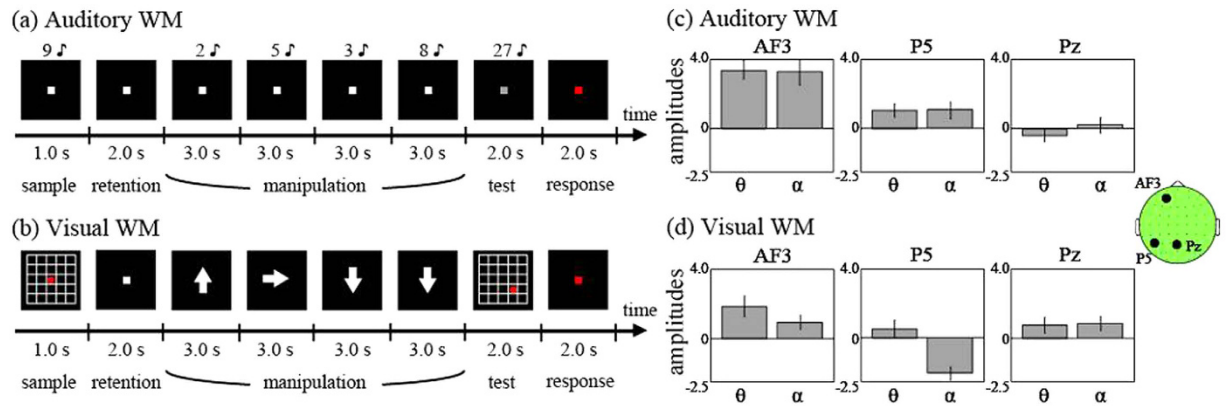 (a) Auditory WM
9 ♪ 2 ♪ 5 ♪ 3 ♪ 8 ♪ 27 ♪
time
1.0 s 2.0 s 3.0 s 3.0 s 3.0 s 3.0 s 2.0 s 2.0 s
sample retention manipulation test response
(b) Visual WM
time
1.0 s 2.0 s 3.0 s 3.0 s 3.0 s 3.0 s 2.0 s 2.0 s
sample retention manipulation test response
(c) Auditory WM
AF3 P5 Pz
amplitudes
4.0 4.0 4.0
0 0 0
-2.5 -2.5 -2.5
θ α θ α θ α
AF3
P5 Pz
(d) Visual WM
AF3 P5 Pz
amplitudes
4.0 4.0 4.0
0 0 0
-2.5 -2.5 -2.5
θ α θ α θ α